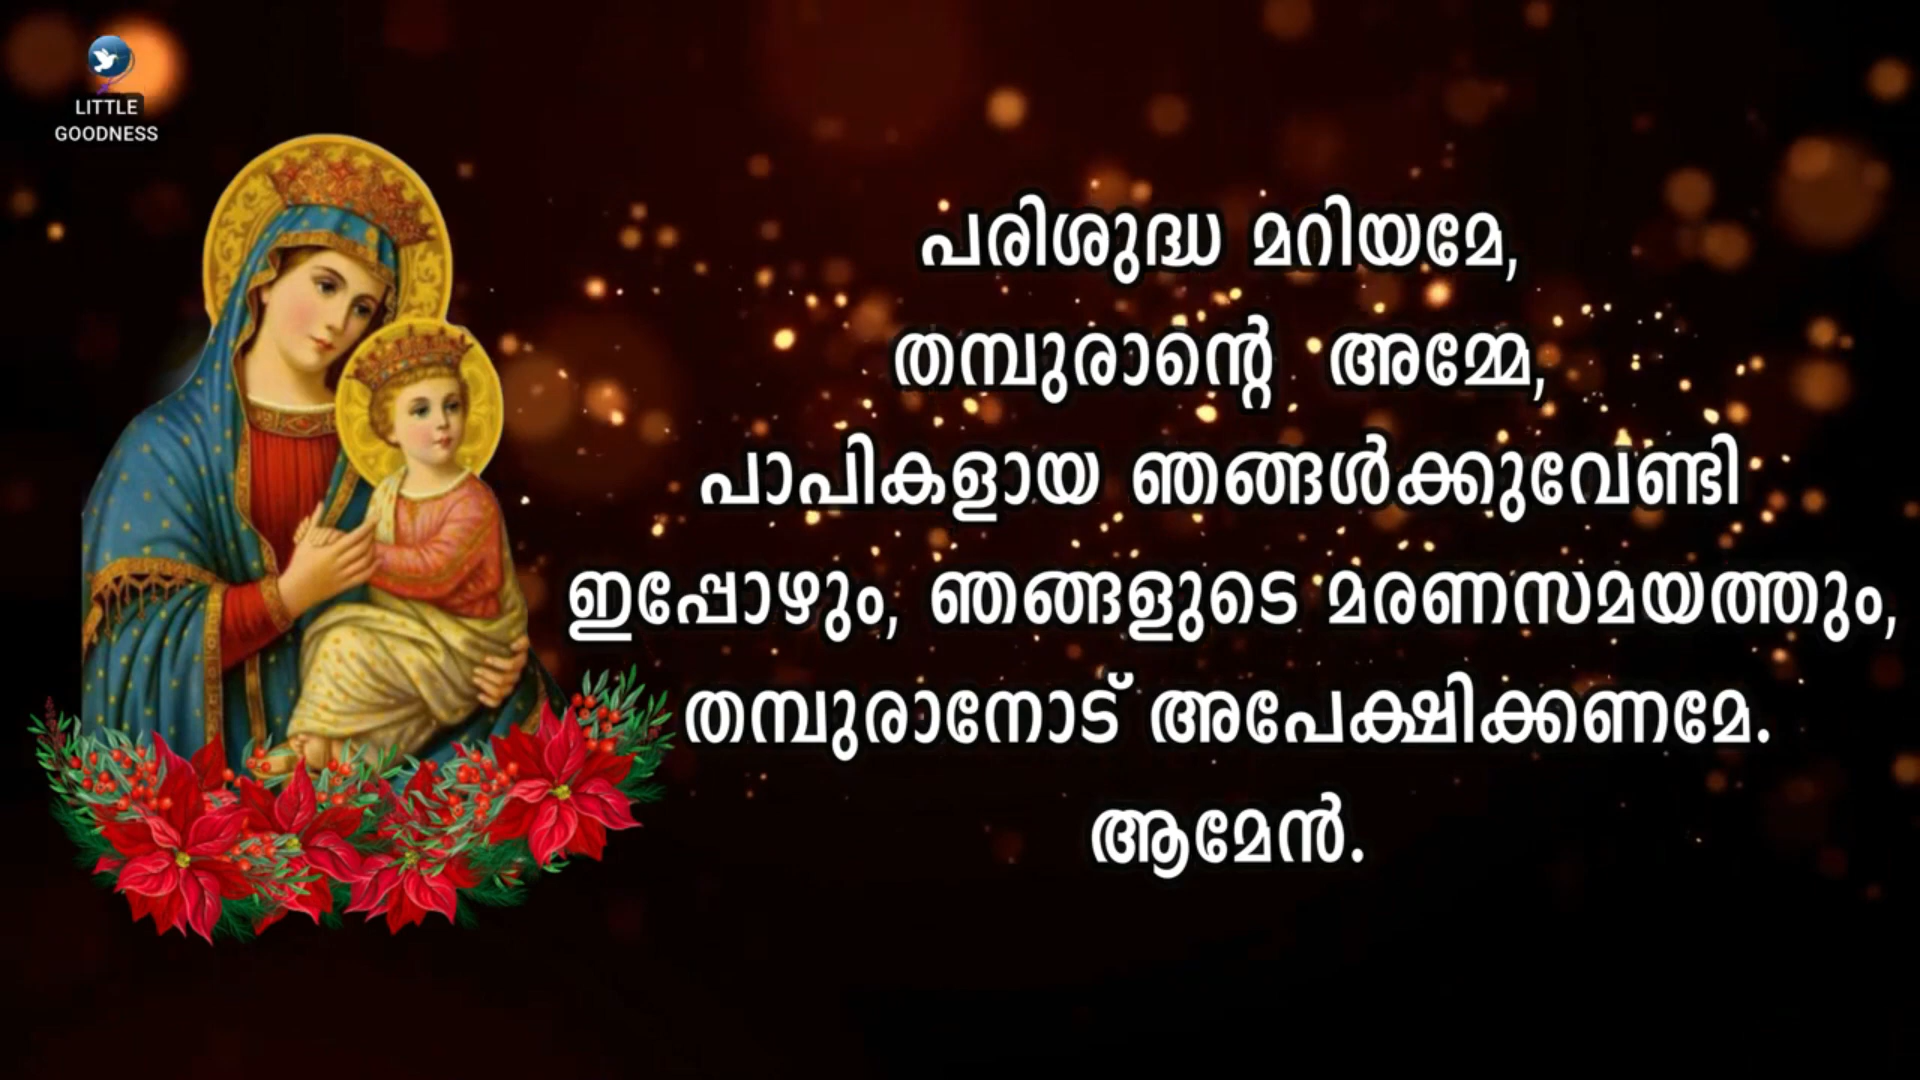 LITTLE
GOODNESS
പരിശുദ്ധ മറിയമേ,
തമ്പുരാന്റെ അമ്മേ,
പാപികളായ ഞങ്ങൾക്കുവേണ്ടി
ഇപ്പോഴും, ഞങ്ങളുടെ മരണസമയത്തും,
തമ്പുരാനോട് അപേക്ഷിക്കണമേ.
ആമേൻ.